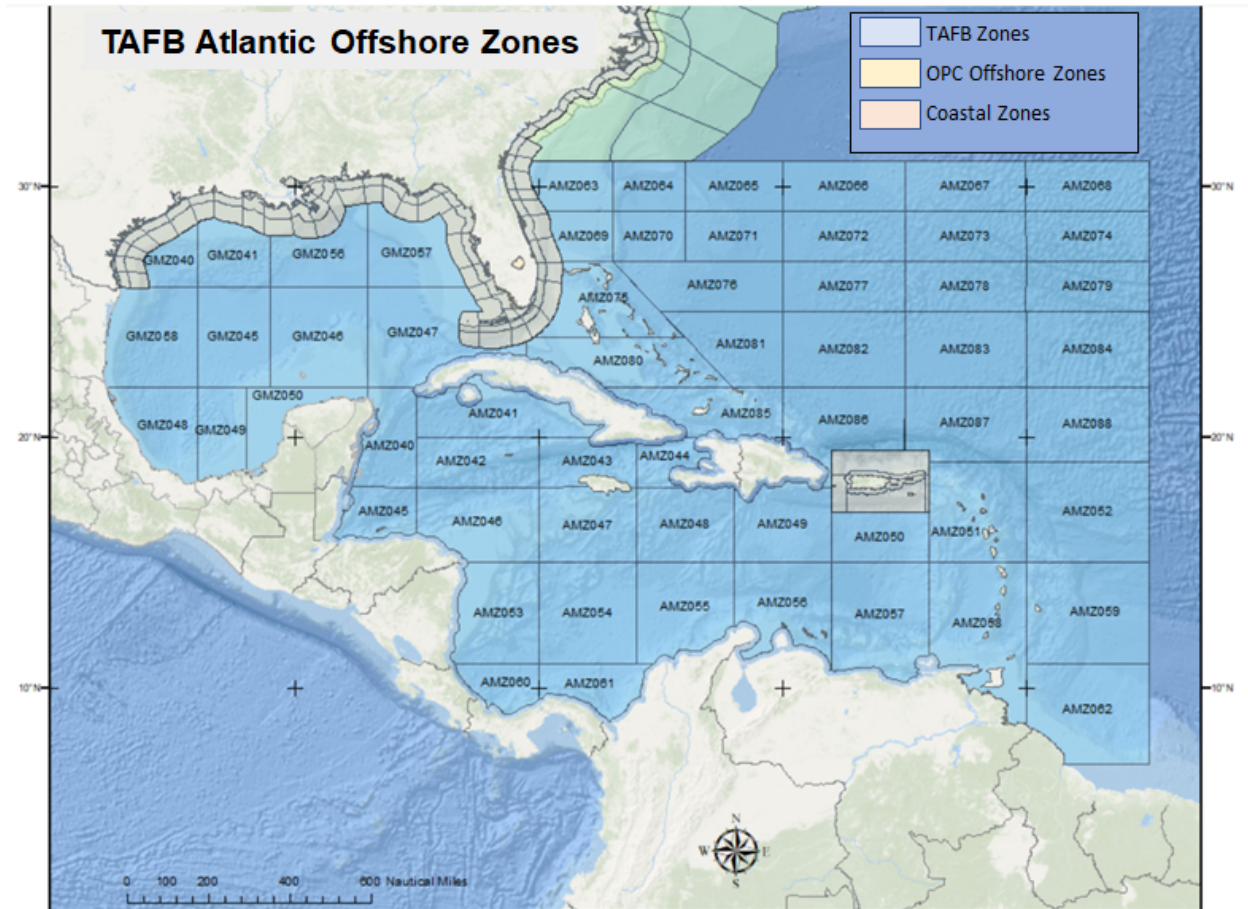 TAFB Atlantic Offshore Zones
TAFB Zones
OPC Offshore Zones
Coastal Zones
30°N
AMZ063
AMZ064
AMZ065
AMZ066
AMZ067
AMZ068
30°N
AMZ069
AMZ070
AMZ071
AMZ072
AMZ073
AMZ074
GMZ040
GMZ041
GMZ056
GMZ057
AMZ075
AMZ076
AMZ077
AMZ078
AMZ079
GMZ058
GMZ045
GMZ046
GMZ047
AMZ080
AMZ081
AMZ082
AMZ083
AMZ084
GMZ048
GMZ049
GMZ050
AMZ041
AMZ085
AMZ086
AMZ087
AMZ088
20°N
20°N
AMZ040
AMZ042
AMZ043
AMZ044
AMZ045
AMZ046
AMZ047
AMZ048
AMZ049
AMZ050
AMZ051
AMZ052
AMZ053
AMZ054
AMZ055
AMZ056
AMZ057
AMZ058
AMZ059
10°N
AMZ060
AMZ061
AMZ062
10°N
N
W
E
S
0 100 200 400 600 Nautical Miles